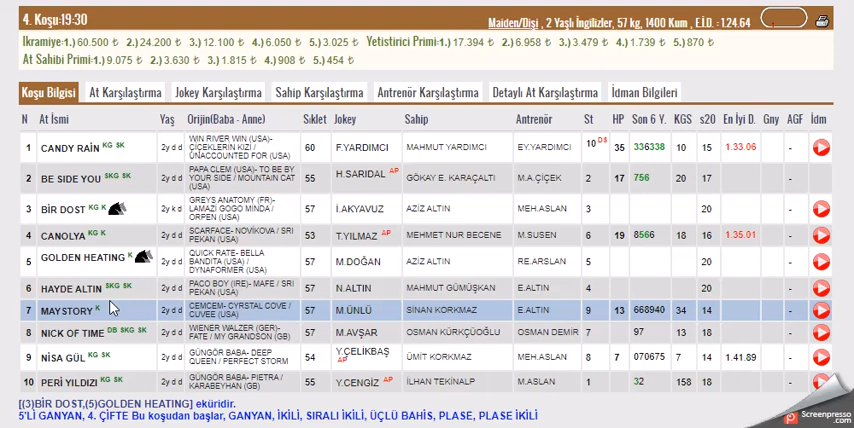 4. Koşu:19:30
Maiden/Dişi , 2 Yaşlı İngilizler, 57 kg, 1400 Kum , E.İ.D. : 1.24.64
İkramiye:1.) 60.500 ₺ 2.) 24.200 ₺ 3.) 12.100 ₺ 4.) 6.050 ₺ 5.) 3.025 ₺ Yetistirici Primi:1.) 17.394 ₺ 2.) 6.958 ₺ 3.) 3.479 ₺ 4.) 1.739 ₺ 5.) 870 ₺
At Sahibi Primi:1.) 9.075 ₺ 2.) 3.630 ₺ 3.) 1.815 ₺ 4.) 908 ₺ 5.) 454 ₺
Koşu Bilgisi At Karşılaştırma Jokey Karşılaştırma Sahip Karşılaştırma Antrenör Karşılaştırma Detaylı At Karşılaştırma İdman Bilgileri
N At İsmi Yaş Orijin(Baba - Anne) Sıklet Jokey Sahip Antrenör St HP Son 6 Y. KGS s20 En İyi D. Gny AGF İdm
1 CANDY RAİN KG SK 2y d d WIN RIVER WIN (USA)- ÇİÇEKLERİN KIZI / UNACCOUNTED FOR (USA) 60 F.YARDIMCI MAHMUT YARDIMCI EY.YARDIMCI 10 DS 35 336338 10 15 1.33.06 -
2 BE SIDE YOU SKG SK 2y d d PAPA CLEM (USA)- TO BE BY YOUR SIDE / MOUNTAIN CAT (USA) 55 H.SARIDAL AP GÖKAY E. KARAÇALTI M.A.ÇİÇEK 2 17 756 20 17 -
3 BİR DOST KG K 2y k d GREYS ANATOMY (FR)- LAMAZİ GOGO MINDA / ORPEN (USA) 57 İ.AKYAVUZ AZİZ ALTIN MEH.ASLAN 3 20 -
4 CANOLYA KG K 2y d d SCARFACE- NOVİKOVA / SRI PEKAN (USA) 53 T.YILMAZ AP MEHMET NUR BECENE M.SUSEN 6 19 8566 18 16 1.35.01 -
5 GOLDEN HEATING K 2y d d QUICK RATE- BELLA BANDITA (USA) / DYNAFORMER (USA) 57 M.DOĞAN AZİZ ALTIN RE.ARSLAN 5 20 -
6 HAYDE ALTIN SKG SK 2y d d PACO BOY (IRE)- MAFE / SRI PEKAN (USA) 57 N.ALTIN MAHMUT GÜMÜŞKAN E.ALTIN 4 20 -
7 MAYSTORY K 2y d d CEMCEM- CYRSTAL COVE / CUVEE (USA) 57 M.ÜNLÜ SİNAN KORKMAZ E.ALTIN 9 13 668940 34 14 -
8 NICK OF TIME DB SKG SK 2y d d WIENER WALZER (GER)- FATE / MY GRANDSON (USA) 57 M.AVŞAR OSMAN KÜRKÇÜOĞLU OSMAN DEMİR 7 97 13 18 -
9 NİSA GÜL KG SK 2y d d GÜNGÖR BABA- DEEP QUEEN / PERFECT STORM 54 Y.ÇELİKBAŞ AP ÜMİT KORKMAZ MEH.ASLAN 8 7 070675 7 14 1.41.89 -
10 PERİ YILDIZI KG SK 2y d d GÜNGÖR BABA- PIETRA / KARABEYHAN (GB) 55 Y.CENGİZ AP İLHAN TEKİNALP M.ASLAN 1 32 158 18 -
[(3)BİR DOST,(5)GOLDEN HEATING] eküridir.
5'Lİ GANYAN, 4. ÇİFTE Bu koşudan başlar, GANYAN, İKİLİ, SIRALI İKİLİ, ÜÇLÜ BAHİS, PLASE, PLASE İKİLİ
Screenpresso
.com